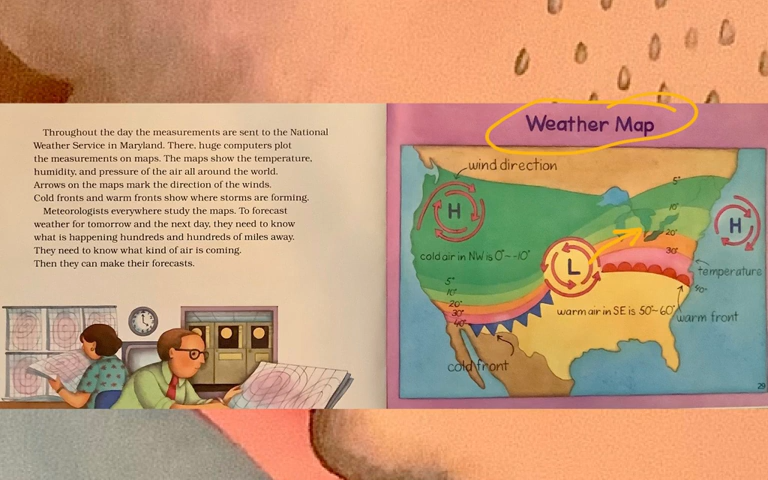 Throughout the day the measurements are sent to the National
Weather Service in Maryland. There, huge computers plot
the measurements on maps. The maps show the temperature,
humidity, and pressure of the air all around the world.
Arrows on the maps mark the direction of the winds.
Cold fronts and warm fronts show where storms are forming.
Meteorologists everywhere study the maps. To forecast
weather for tomorrow and the next day, they need to know
what is happening hundreds and hundreds of miles away.
They need to know what kind of air is coming.
Then they can make their forecasts.
Weather Map
wind direction
5°
H
10°
H
20°
cold air in NW is 0°~-10°
30°
L
temperature
5°
10°
40°
20°
30°
warm air in SE is 50°~60°
warm front
40°
cold front
29